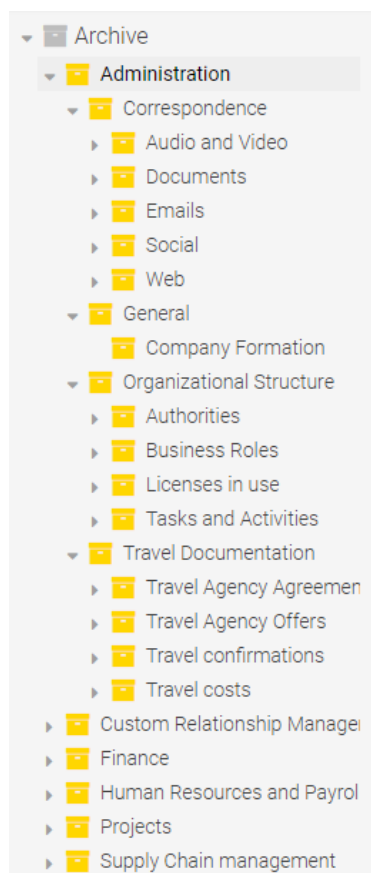 Archive
Administration
Correspondence
Audio and Video
Documents
Emails
Social
Web
General
Company Formation
Organizational Structure
Authorities
Business Roles
Licenses in use
Tasks and Activities
Travel Documentation
Travel Agency Agreemen
Travel Agency Offers
Travel confirmations
Travel costs
Custom Relationship Manage
Finance
Human Resources and Payrol
Projects
Supply Chain management